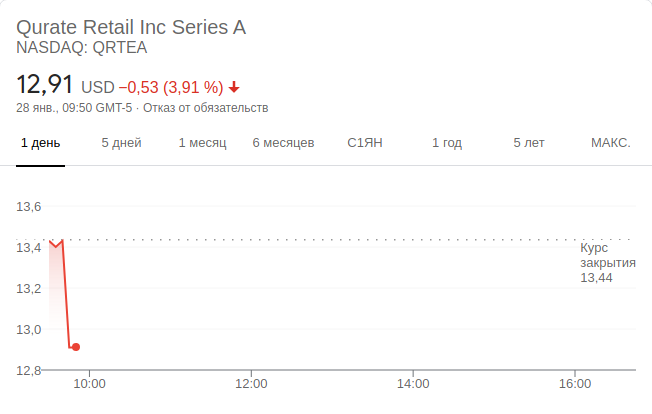 Qurate Retail Inc Series A
NASDAQ: QRTEA
12,91 USD −0,53 (3,91 %)
28 янв., 09:50 GMT-5 · Отказ от обязательств
1 день 5 дней 1 месяц 6 месяцев С1ЯН 1 год 5 лет МАКС.
13,6
13,4
13,2
13,0
12,8
Курс
закрытия
13,44
10:00 12:00 14:00 16:00